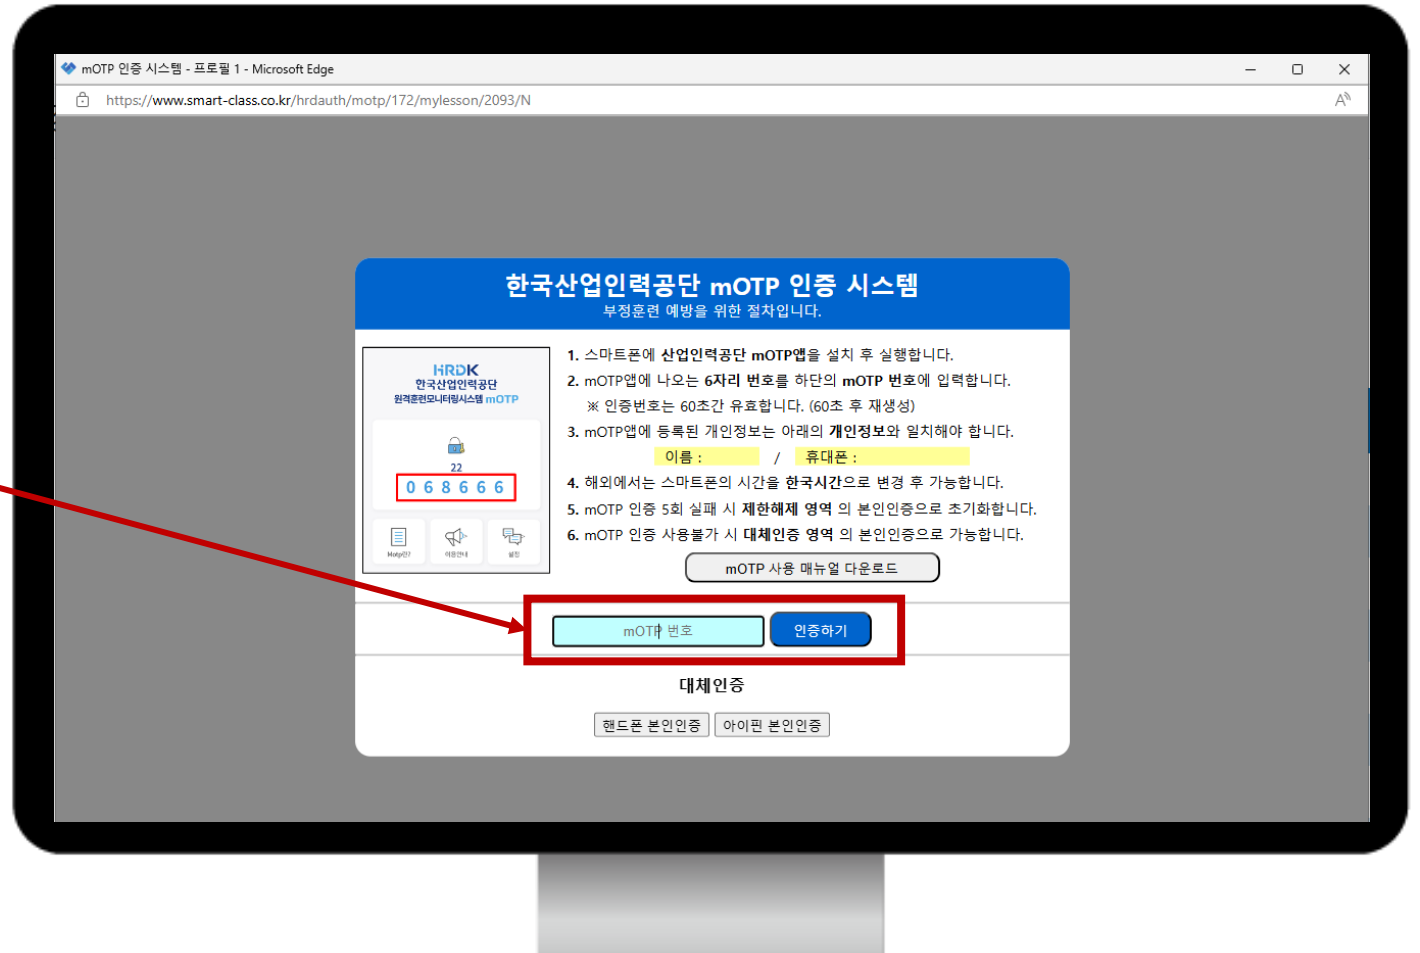 mOTP 인증 시스템 - 프로필 1 - Microsoft Edge
https://www.smart-class.co.kr/hrdauth/motp/172/mylesson/2093/N
한국산업인력공단 mOTP 인증 시스템
부정훈련 예방을 위한 절차입니다.
HRDK
한국산업인력공단
원격훈련모니터링시스템 mOTP
22
0 6 8 6 6 6
Motp란?
이용안내
설정
1. 스마트폰에 산업인력공단 mOTP앱을 설치 후 실행합니다.
2. mOTP앱에 나오는 6자리 번호를 하단의 mOTP 번호에 입력합니다.
※ 인증번호는 60초간 유효합니다. (60초 후 재생성)
3. mOTP앱에 등록된 개인정보는 아래의 개인정보와 일치해야 합니다.
이름 : / 휴대폰 :
4. 해외에서는 스마트폰의 시간을 한국시간으로 변경 후 가능합니다.
5. mOTP 인증 5회 실패 시 제한해제 영역 의 본인인증으로 초기화합니다.
6. mOTP 인증 사용불가 시 대체인증 영역 의 본인인증으로 가능합니다.
mOTP 사용 매뉴얼 다운로드
mOTP 번호
인증하기
대체인증
핸드폰 본인인증
아이핀 본인인증